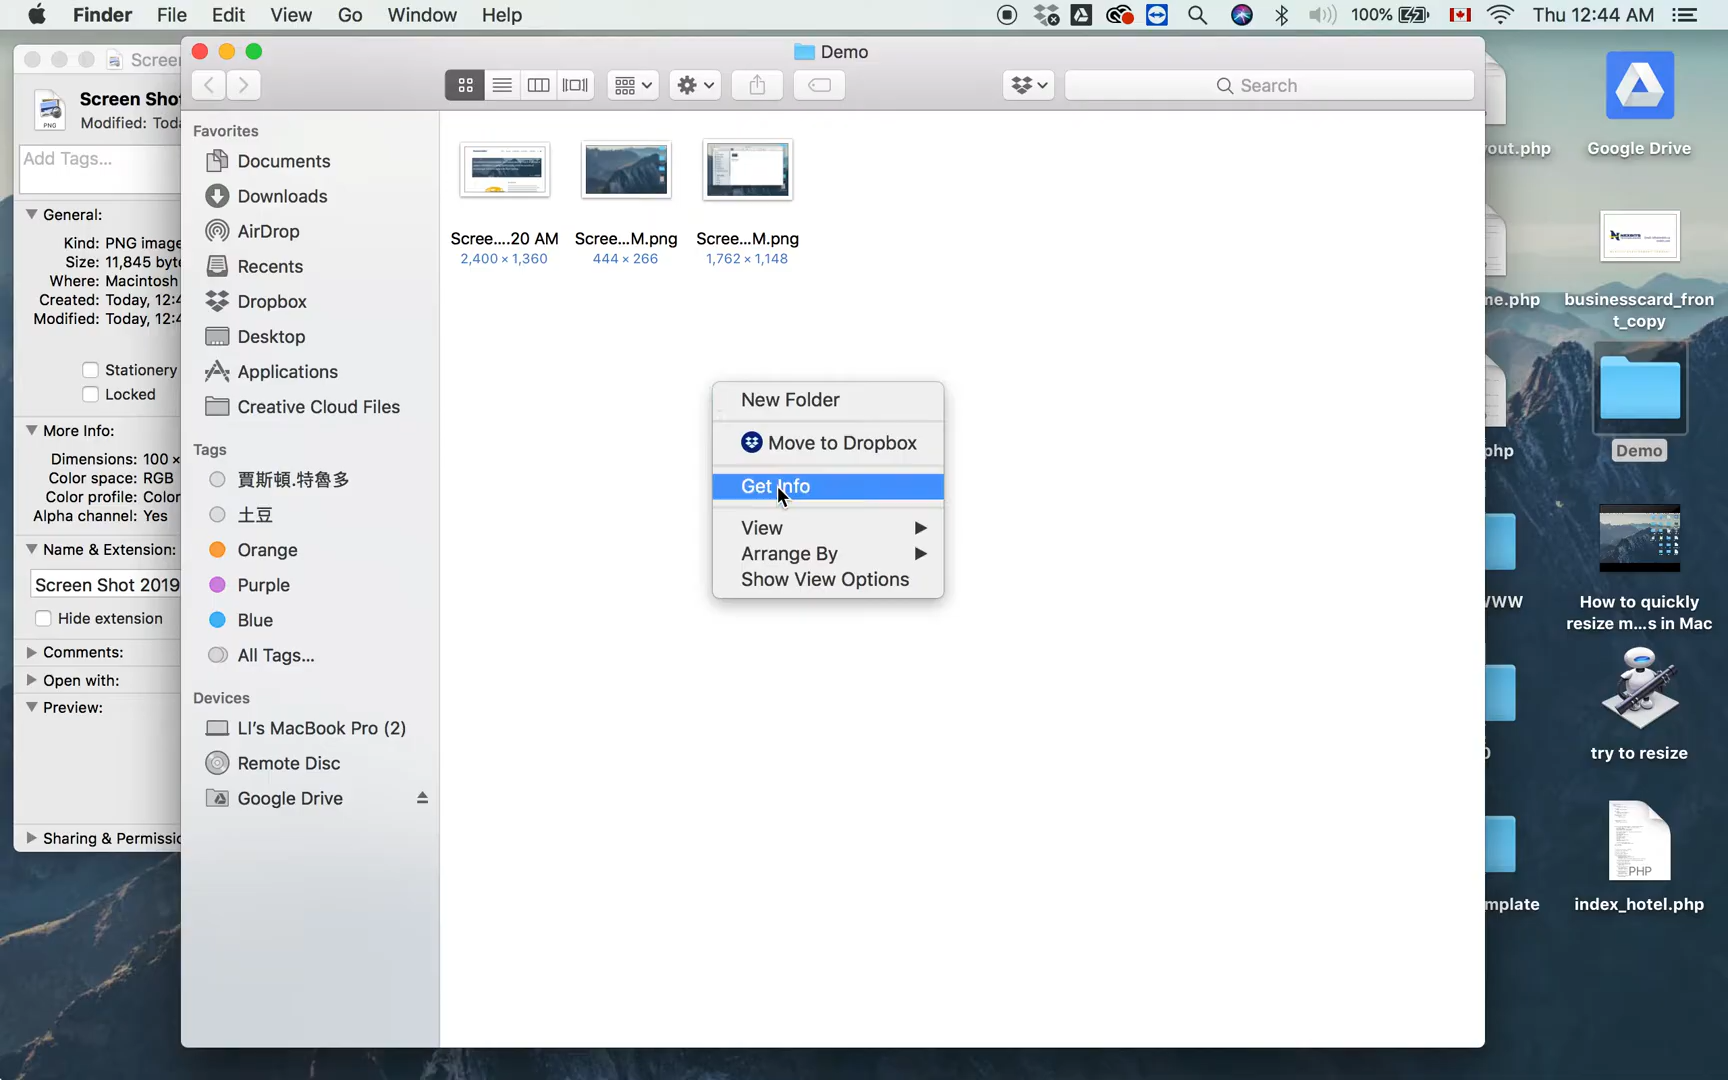 Finder File Edit View Go Window Help
100% Thu 12:44 AM
Screen
Demo
Search
Screen Shot
Modified: Toda
Add Tags...
General:
Kind: PNG image
Size: 11,845 byte
Where: Macintosh
Created: Today, 12:4
Modified: Today, 12:4
Stationery
Locked
More Info:
Dimensions: 100 ×
Color space: RGB
Color profile: Color
Alpha channel: Yes
Name & Extension:
Screen Shot 2019
Hide extension
Comments:
Open with:
Preview:
Sharing & Permissio
Favorites
Documents
Downloads
AirDrop
Recents
Dropbox
Desktop
Applications
Creative Cloud Files
Tags
賈斯頓.特魯多
土豆
Orange
Purple
Blue
All Tags...
Devices
LI's MacBook Pro (2)
Remote Disc
Google Drive
Scree....20 AM
2,400 × 1,360
Scree...M.png
444 × 266
Scree...M.png
1,762 × 1,148
New Folder
Move to Dropbox
Get Info
View
Arrange By
Show View Options
out.php
Google Drive
me.php
businesscard_fron
t_copy
php
Demo
WWW
How to quickly
resize m...s in Mac
try to resize
mplate
PHP
index_hotel.php